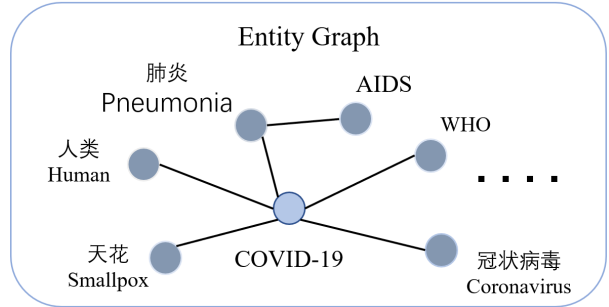 Entity Graph
肺炎
Pneumonia
AIDS
WHO
人类
Human
天花
Smallpox
COVID-19
冠状病毒
Coronavirus